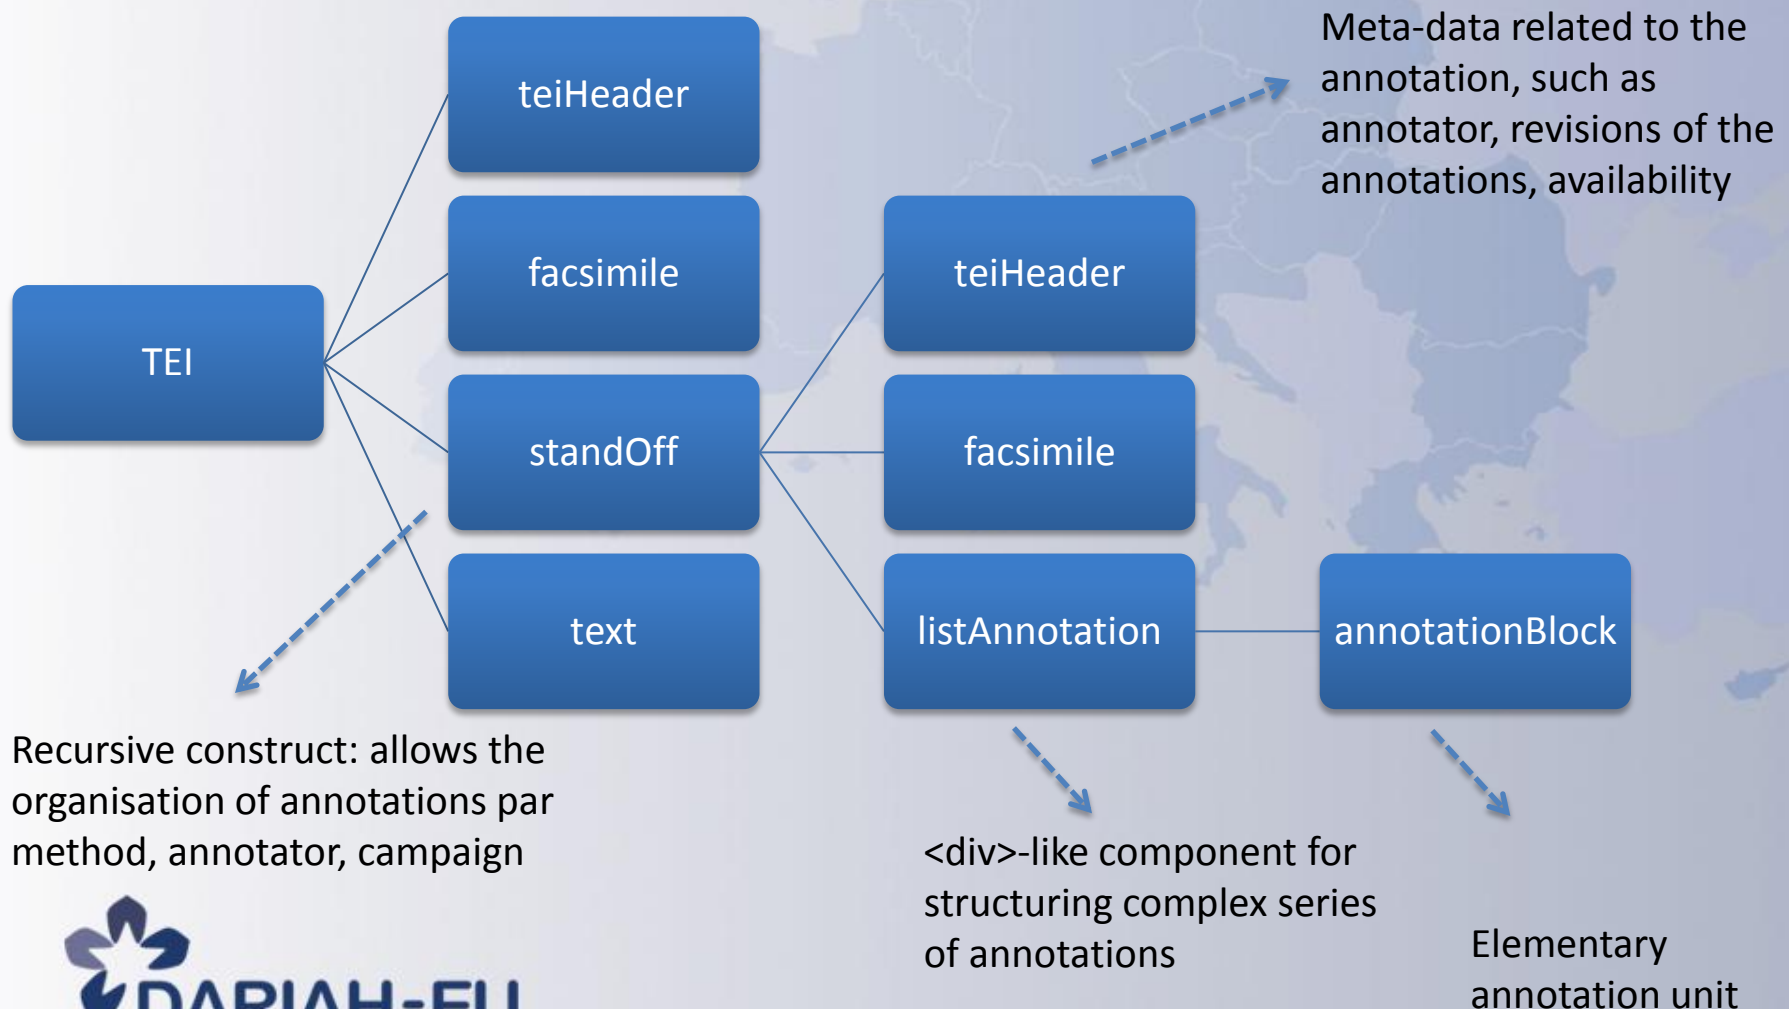 teiHeader
Meta-data related to the
annotation, such as
annotator, revisions of the
annotations, availability
facsimile
teiHeader
TEI
standOff
facsimile
text
listAnnotation
annotationBlock
Recursive construct: allows the
organisation of annotations par
method, annotator, campaign
<div>-like component for
structuring complex series
of annotations
Elementary
annotation unit
DARIAH-EU